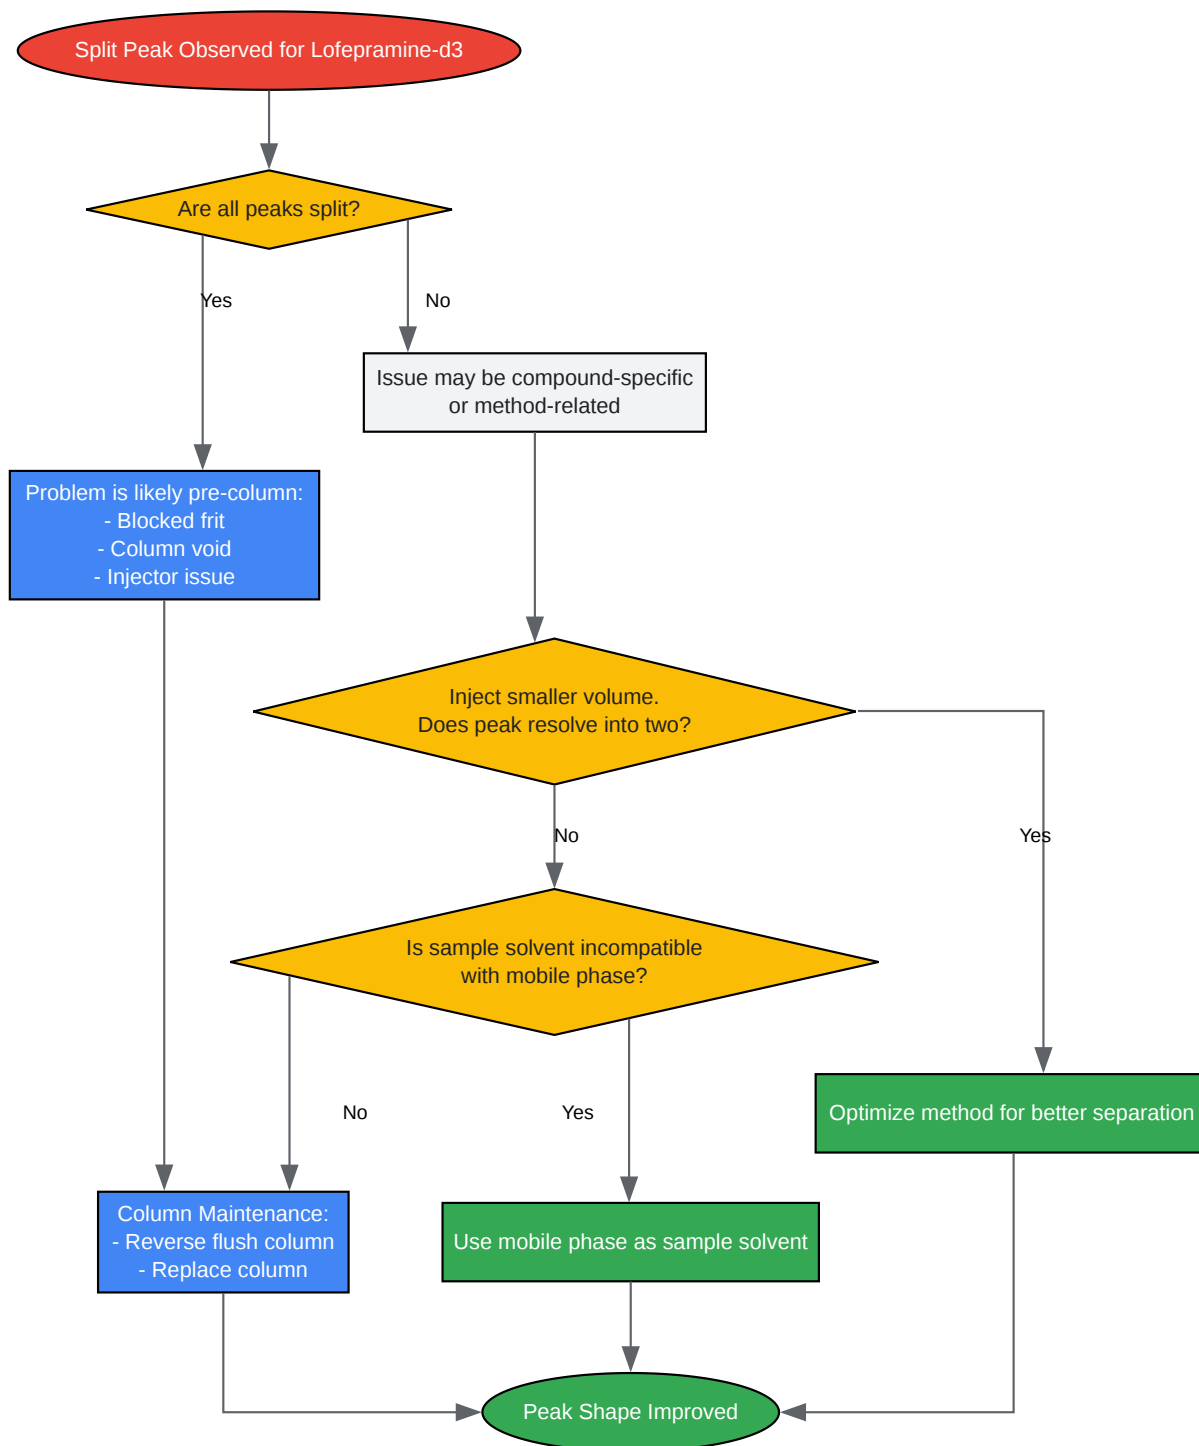 Split Peak Observed for Lofepramine-d3
Are all peaks split?
Yes
No
Issue may be compound-specific
or method-related
Problem is likely pre-column:
- Blocked frit
- Column void
- Injector issue
Inject smaller volume.
Does peak resolve into two?
No
Yes
Is sample solvent incompatible
with mobile phase?
No
Yes
Optimize method for better separation
Column Maintenance:
- Reverse flush column
- Replace column
Use mobile phase as sample solvent
Peak Shape Improved